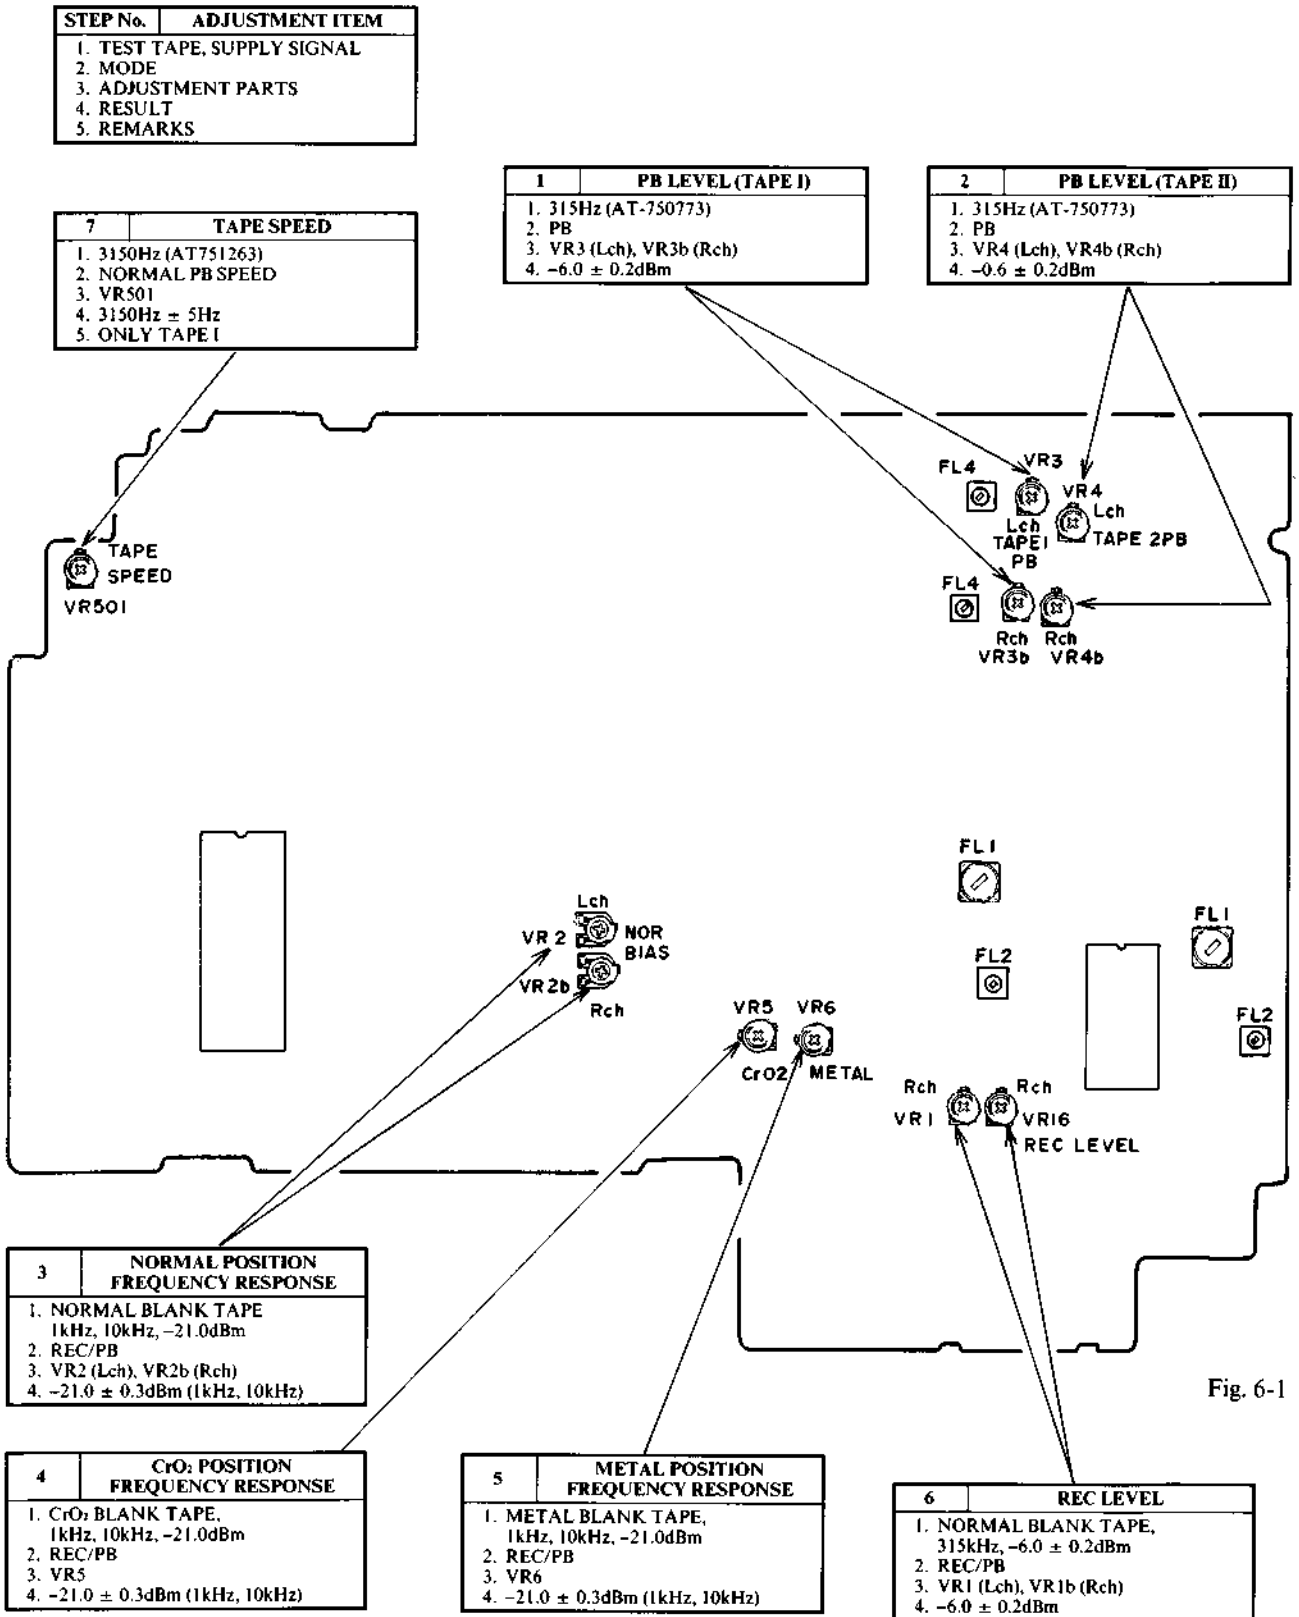 STEP No. ADJUSTMENT ITEM
1. TEST TAPE, SUPPLY SIGNAL
2. MODE
3. ADJUSTMENT PARTS
4. RESULT
5. REMARKS
1 PB LEVEL (TAPE I)
1. 315Hz (AT-750773)
2. PB
3. VR3 (Lch), VR3b (Rch)
4. -6.0 ± 0.2dBm
2 PB LEVEL (TAPE II)
1. 315Hz (AT-750773)
2. PB
3. VR4 (Lch), VR4b (Rch)
4. -0.6 ± 0.2dBm
7 TAPE SPEED
1. 3150Hz (AT751263)
2. NORMAL PB SPEED
3. VR501
4. 3150Hz ± 5Hz
5. ONLY TAPE I
FL4
VR3
Lch
TAPE I
PB
VR4
Lch
TAPE 2PB
TAPE
SPEED
VR501
FL4
Rch
VR3b
Rch
VR4b
FL1
FL1
FL2
FL2
Lch
VR2
NOR
BIAS
VR2b
Rch
VR5
CrO2
VR6
METAL
Rch
VR1
Rch
VR16
REC LEVEL
3 NORMAL POSITION
FREQUENCY RESPONSE
1. NORMAL BLANK TAPE
1kHz, 10kHz, -21.0dBm
2. REC/PB
3. VR2 (Lch), VR2b (Rch)
4. -21.0 ± 0.3dBm (1kHz, 10kHz)
Fig. 6-1
4 CrO₂ POSITION
FREQUENCY RESPONSE
1. CrO₂ BLANK TAPE,
1kHz, 10kHz, -21.0dBm
2. REC/PB
3. VR5
4. -21.0 ± 0.3dBm (1kHz, 10kHz)
5 METAL POSITION
FREQUENCY RESPONSE
1. METAL BLANK TAPE,
1kHz, 10kHz, -21.0dBm
2. REC/PB
3. VR6
4. -21.0 ± 0.3dBm (1kHz, 10kHz)
6 REC LEVEL
1. NORMAL BLANK TAPE,
315kHz, -6.0 ± 0.2dBm
2. REC/PB
3. VR1 (Lch), VR1b (Rch)
4. -6.0 ± 0.2dBm